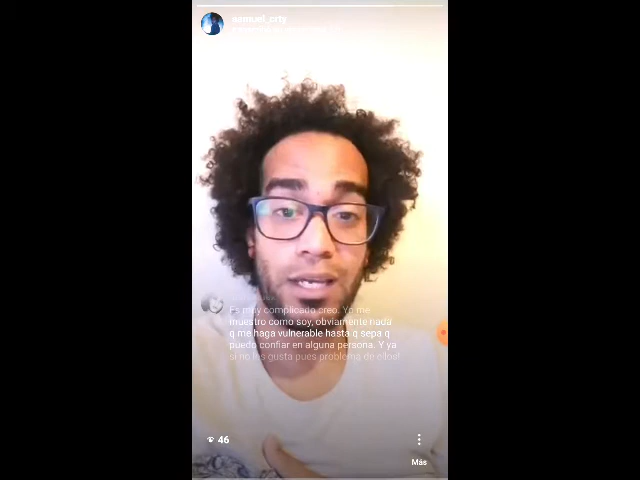 samuel_crty
Es muy complicado creo. Yo me
muestro como soy, obviamente nada
q me haga vulnerable hasta q sepa q
puedo confiar en alguna persona. Y ya
si no les gusta pues problema de ellos!!
46
Más